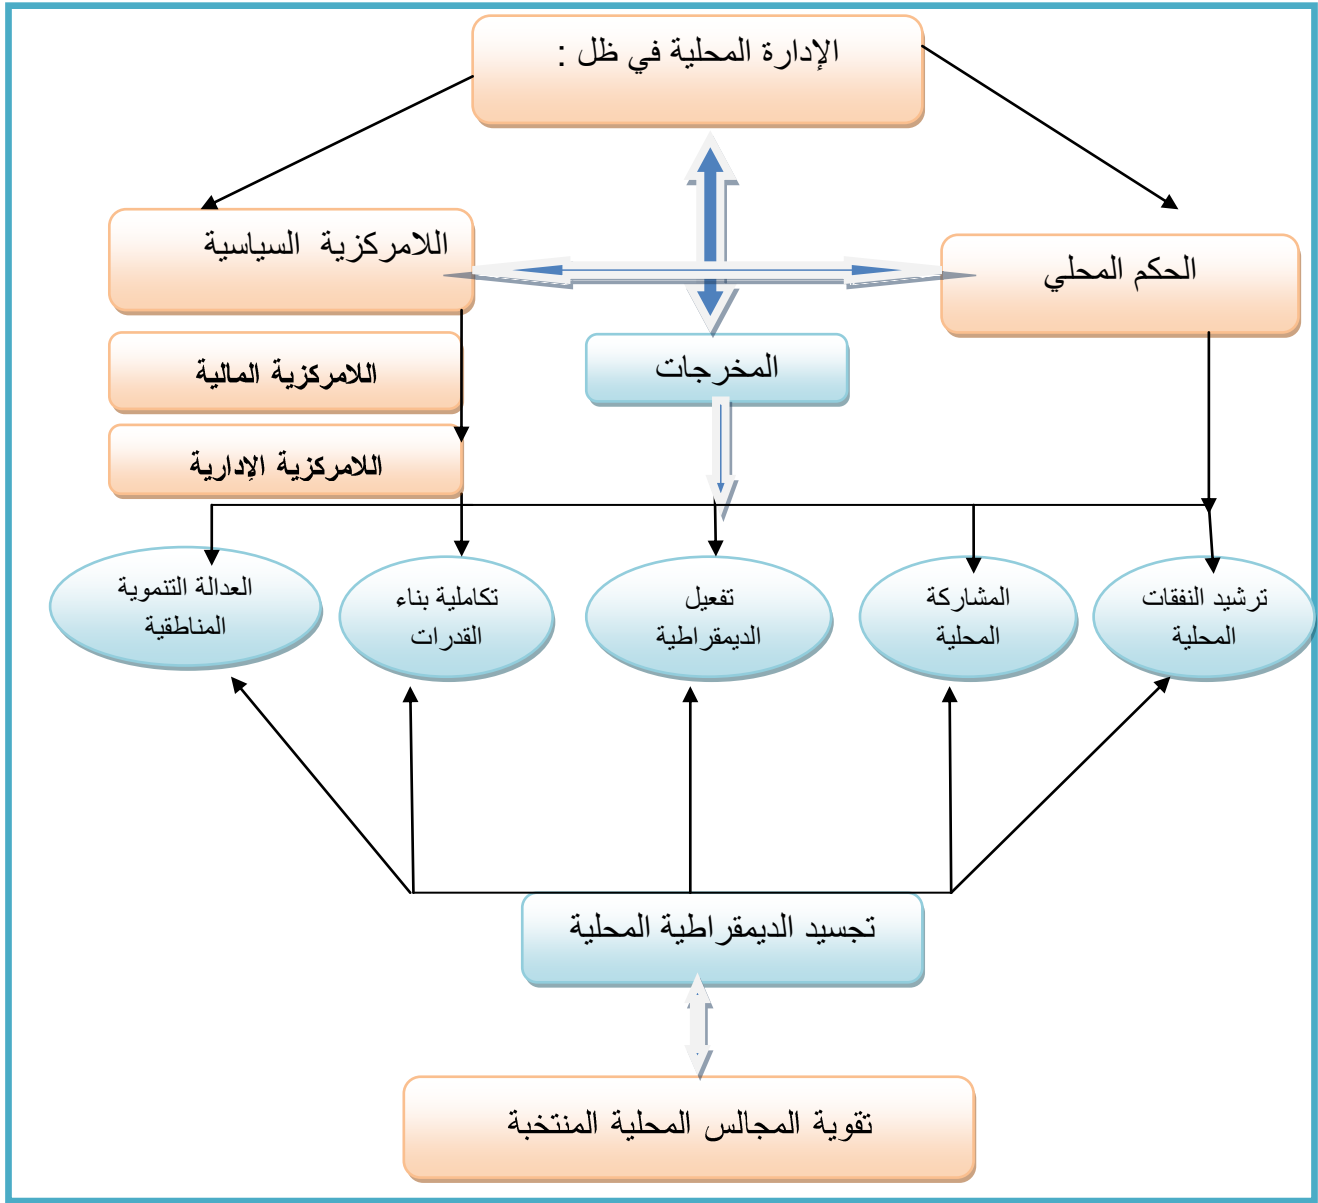 الإدارة المحلية في ظل :
الحكم المحلي
اللامركزية السياسية
المخرجات
اللامركزية المالية
اللامركزية الإدارية
ترشيد النفقات
المحلية
المشاركة
المحلية
تفعيل
الديمقراطية
تكاملية بناء
القدرات
العدالة التنموية
المناطقية
تجسيد الديمقراطية المحلية
تقوية المجالس المحلية المنتخبة